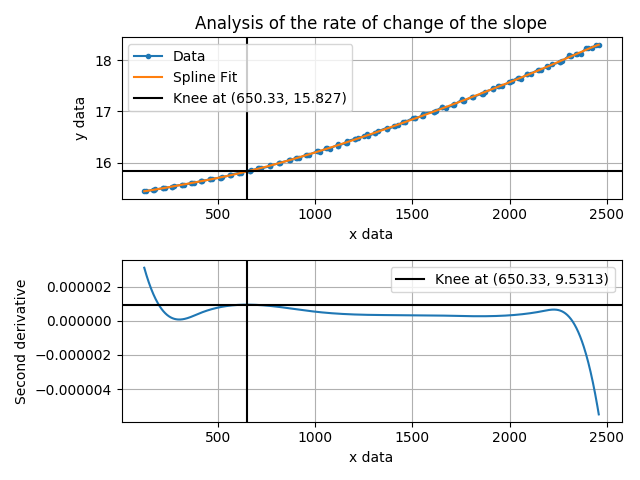 Analysis of the rate of change of the slope
18
17
16
y data
Data
Spline Fit
Knee at (650.33, 15.827)
500
1000
1500
2000
2500
x data
0.000002
0.000000
−0.000002
−0.000004
Second derivative
Knee at (650.33, 9.5313)
500
1000
1500
2000
2500
x data